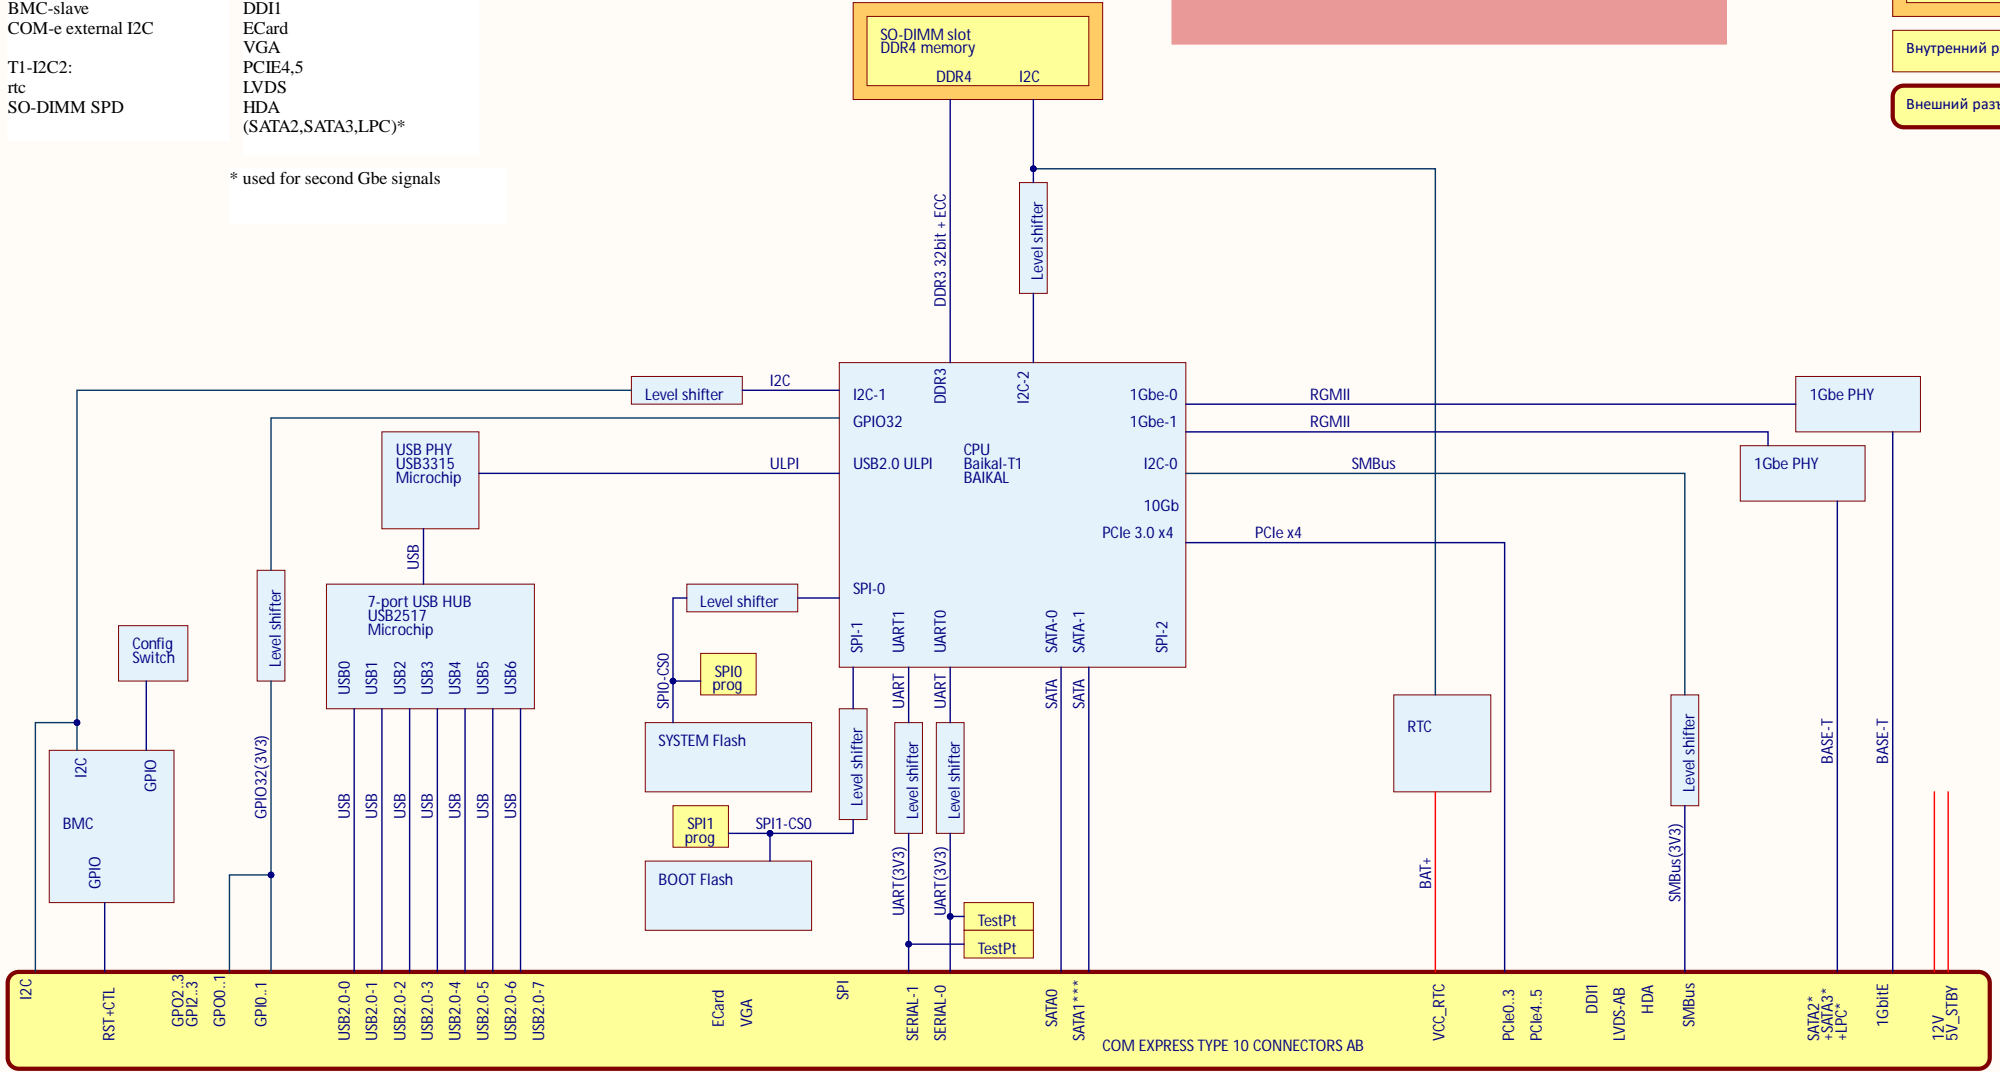 BMC-slave
COM-e external I2C
T1-I2C2:
rtc
SO-DIMM SPD
DDI1
ECard
VGA
PCIE4,5
LVDS
HDA
(SATA2,SATA3,LPC)*
* used for second Gbe signals
SO-DIMM slot
DDR4 memory
DDR4
I2C
DDR3 32bit + ECC
Level shifter
Level shifter
I2C
I2C-1
GPIO32
USB2.0 ULPI
DDR3
I2C-2
CPU
Baikal-T1
BAIKAL
1Gbe-0
1Gbe-1
I2C-0
10Gb
PCIe 3.0 x4
SPI-0
SPI-1
UART1
UART0
SATA-0
SATA-1
SPI-2
RGMII
RGMII
SMBus
PCIe x4
1Gbe PHY
1Gbe PHY
USB PHY
USB3315
Microchip
ULPI
USB
7-port USB HUB
USB2517
Microchip
USB0
USB1
USB2
USB3
USB4
USB5
USB6
USB
USB
USB
USB
USB
USB
USB
Level shifter
GPIO32(3V3)
Config
Switch
I2C
GPIO
BMC
GPIO
Level shifter
SPI0-CS0
SPI0
prog
SYSTEM Flash
SPI1
prog
SPI1-CS0
BOOT Flash
Level shifter
UART
UART
Level shifter
Level shifter
UART(3V3)
UART(3V3)
TestPt
TestPt
SATA
SATA
RTC
BAT+
Level shifter
SMBus(3V3)
BASE-T
BASE-T
I2C
RST+CTL
GPO2..3
GPI2..3
GPO0..1
GPI0..1
USB2.0-0
USB2.0-1
USB2.0-2
USB2.0-3
USB2.0-4
USB2.0-5
USB2.0-6
USB2.0-7
ECard
VGA
SPI
SERIAL-1
SERIAL-0
SATA0
SATA1***
COM EXPRESS TYPE 10 CONNECTORS AB
VCC_RTC
PCIe0..3
PCIe4..5
DDI1
LVDS-AB
HDA
SMBus
SATA2*
+SATA3*
+LPC*
1GbitE
12V
5V_STBY
Внутренний р
Внешний разъ